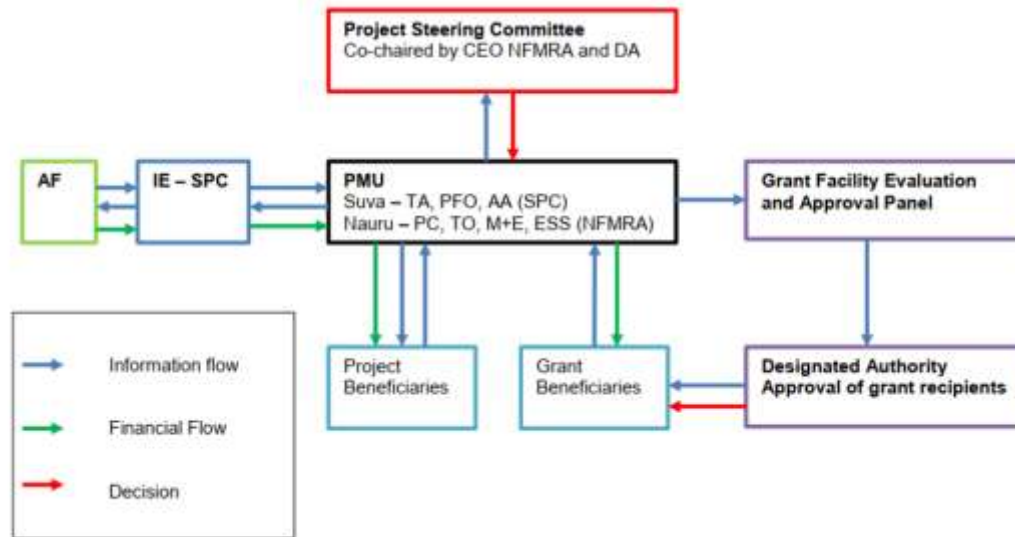 Project Steering Committee
Co-chaired by CEO NFMRA and DA
AF
IE – SPC
PMU
Suva – TA, PFO, AA (SPC)
Nauru – PC, TO, M+E, ESS (NFMRA)
Grant Facility Evaluation
and Approval Panel
Information flow
Financial Flow
Decision
Project
Beneficiaries
Grant
Beneficiaries
Designated Authority
Approval of grant recipients